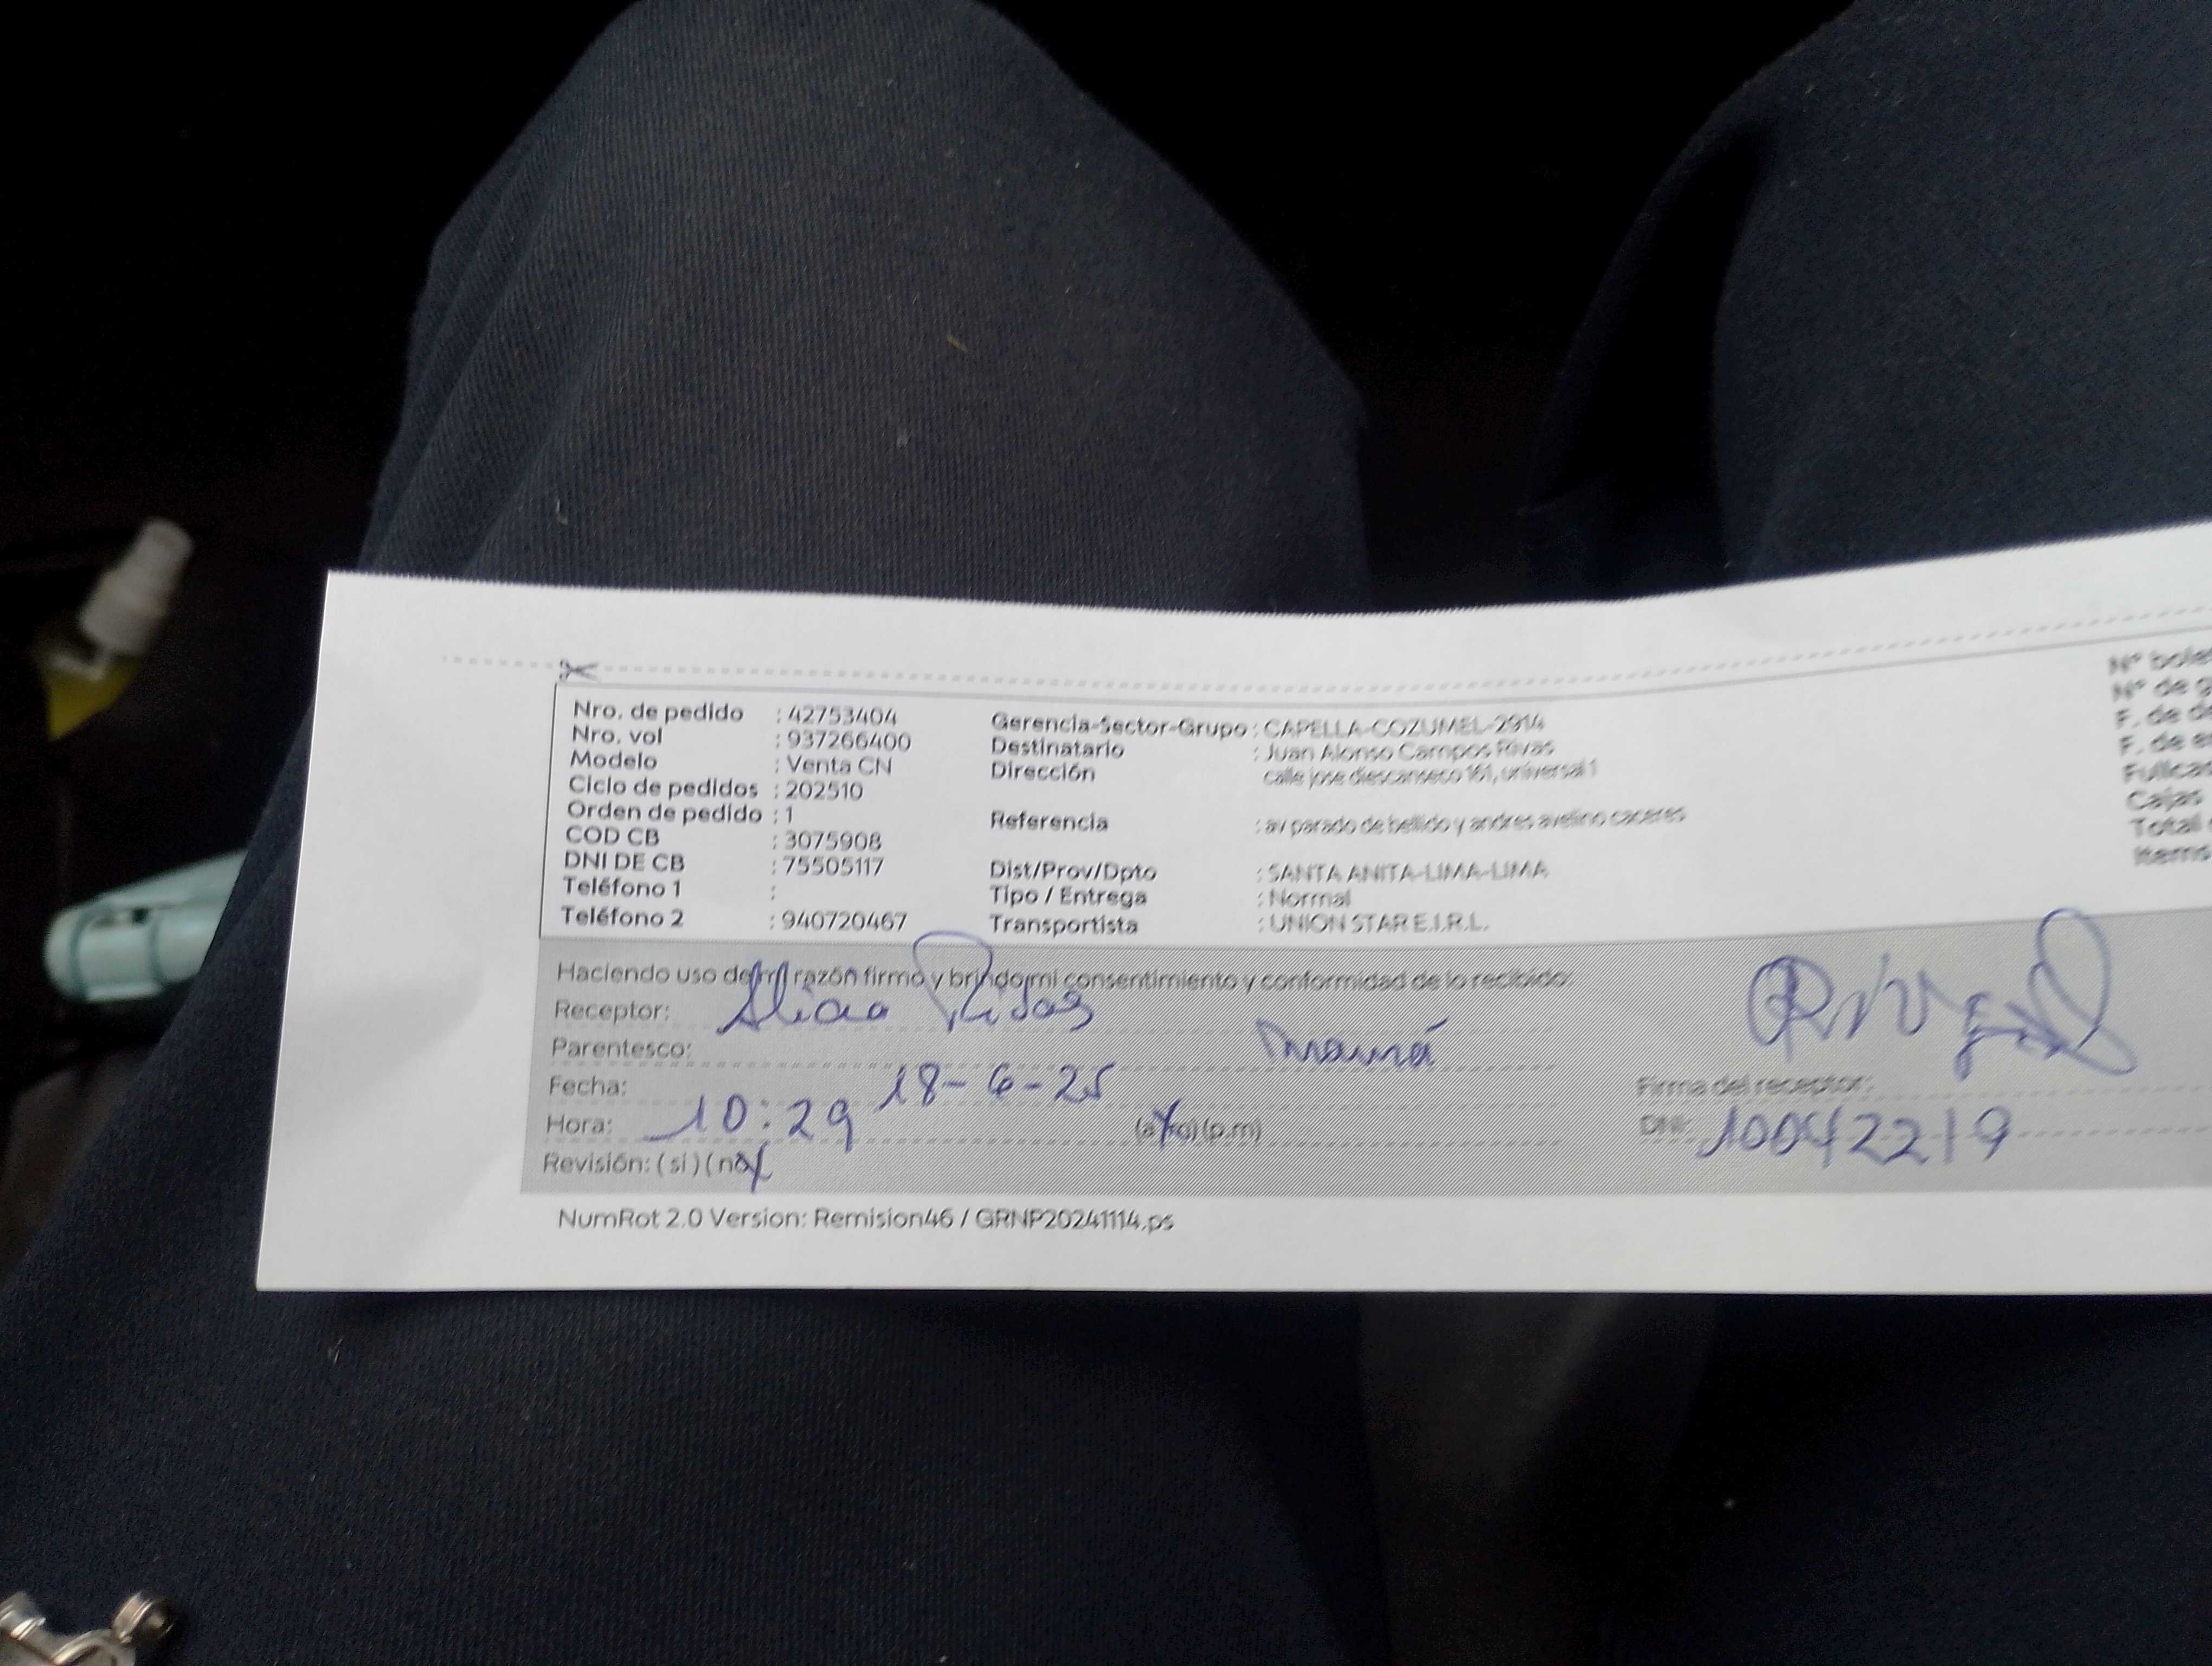 Nro. de pedido : 42753404
Nro. vol : 937266400
Modelo : Venta CN
Ciclo de pedidos : 202510
Orden de pedido : 1
COD CB : 3075908
DNI DE CB : 75505117
Teléfono 1 :
Teléfono 2 : 940720467
Gerencia-Sector-Grupo : CAPELLA-COZUMEL-2914
Destinatario : Juan Alonso Campos Rivas
Dirección calle jose diescanseco 161, universal 1
Referencia : av parado de bellido y andres avelino caceres
Dist/Prov/Dpto : SANTA ANITA-LIMA-LIMA
Tipo / Entrega : Normal
Transportista : UNION STAR E.I.R.L.
N°
N° de
F. de
F. de
Cajas
Total
Items
Haciendo uso de mi razón firmo y brindo mi consentimiento y conformidad de lo recibido:
Receptor: Alicia Rivas
Parentesco: mamá
Fecha: 18-6-25
Hora: 10:29 (a.m) (p.m)
Revisión: (si) (no)
Firma del receptor:
DNI: 10042219
NumRot 2.0 Version: Remision46 / GRNP20241114.ps